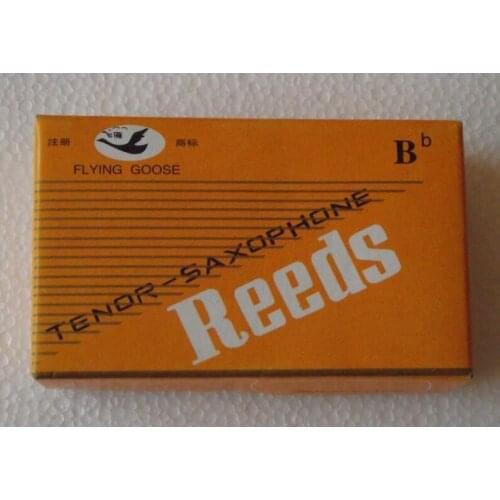 注册 商标
FLYING GOOSE
B♭
TENOR-SAXOPHONE
Reeds